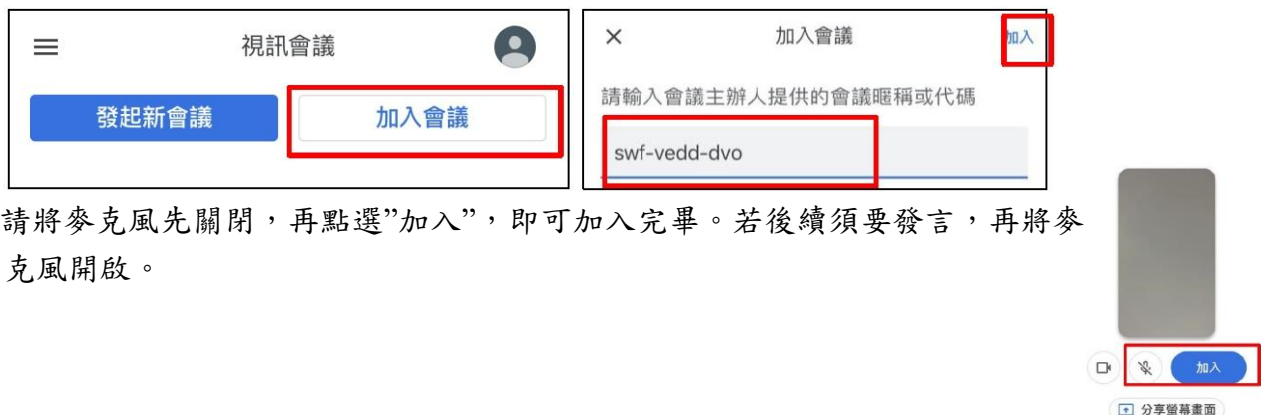 視訊會議
發起新會議
加入會議
加入會議
加入
請輸入會議主辦人提供的會議暱稱或代碼
swf-vedd-dvo
請將麥克風先關閉，再點選”加入”，即可加入完畢。若後續須要發言，再將麥
克風開啟。
加入
分享螢幕畫面